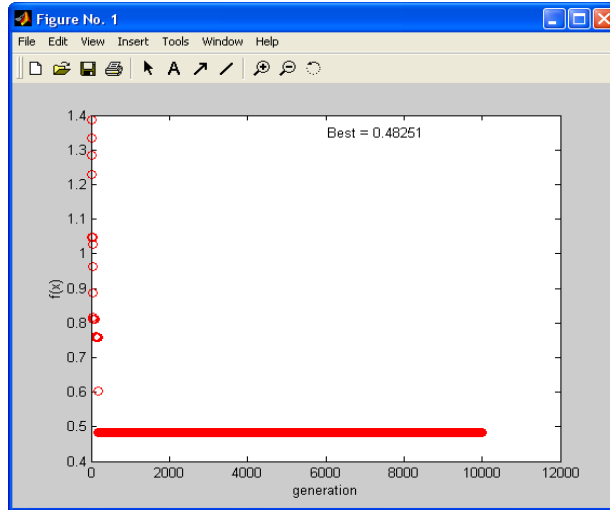 Figure No. 1
File Edit View Insert Tools Window Help
A
Best = 0.48251
1.4
1.3
1.2
1.1
1
0.9
0.8
0.7
0.6
0.5
0.4
f(x)
0 2000 4000 6000 8000 10000 12000
generation